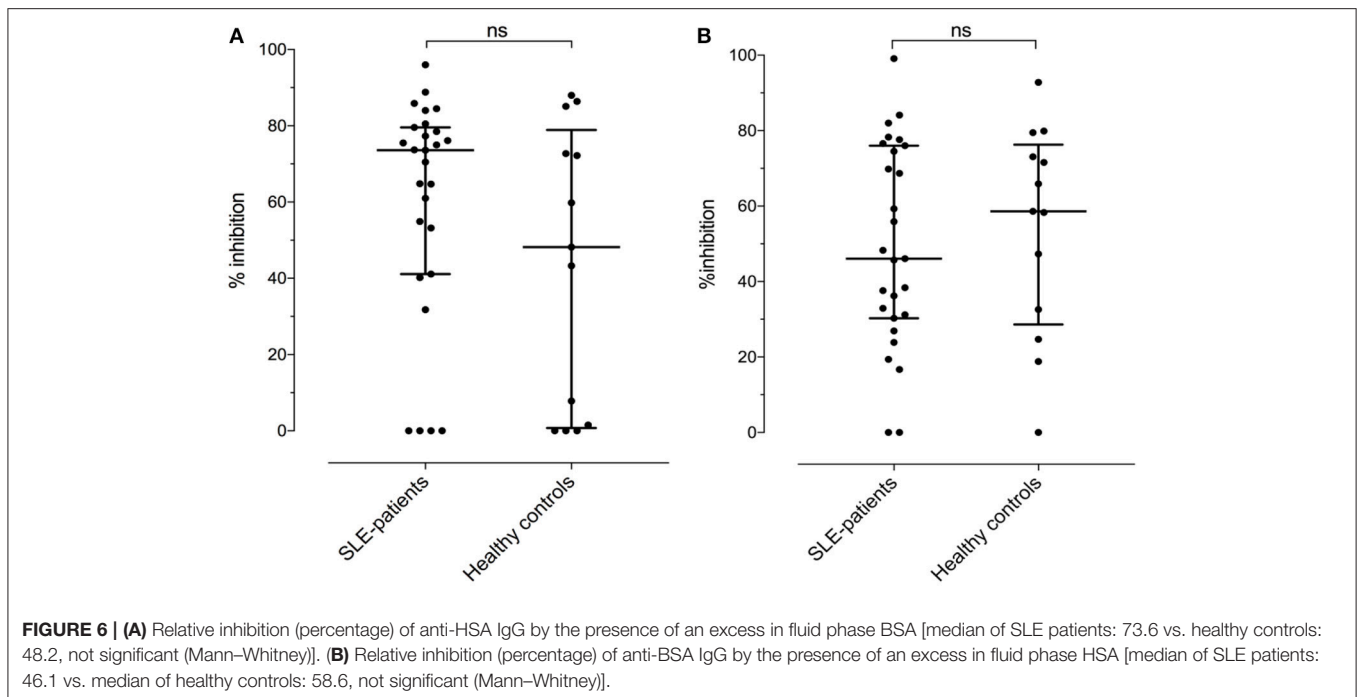 A
ns
100
80
60
40
20
0
% inhibition
SLE-patients
Healthy controls
B
ns
100
80
60
40
20
0
%inhibition
SLE-patients
Healthy controls
FIGURE 6 | (A) Relative inhibition (percentage) of anti-HSA IgG by the presence of an excess in fluid phase BSA [median of SLE patients: 73.6 vs. healthy controls:
48.2, not significant (Mann–Whitney)]. (B) Relative inhibition (percentage) of anti-BSA IgG by the presence of an excess in fluid phase HSA [median of SLE patients:
46.1 vs. median of healthy controls: 58.6, not significant (Mann–Whitney)].